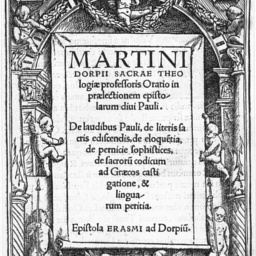 MARTINI
DORPII SACRAE THEO
logiæ professoris Oratio in
prælectionem episto
larum diui Pauli.
De laudibus Pauli, de literis sa
cris ediscendis, de eloquẽtia,
de pernicie sophistices,
de sacrorũ codicum
ad Græcos casti
gatione, &
lingua-
rum peritia.
Epistola ERASMI ad Dorpiũ.